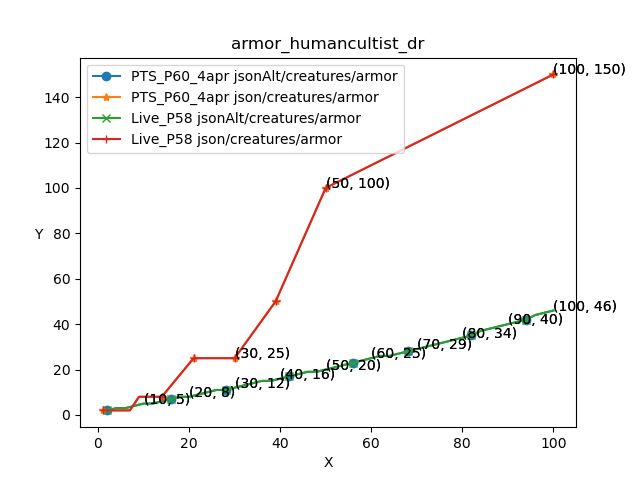 armor_humancultist_dr
PTS_P60_4apr jsonAlt/creatures/armor
PTS_P60_4apr json/creatures/armor
Live_P58 jsonAlt/creatures/armor
Live_P58 json/creatures/armor
(100, 150)
(50, 100)
(30, 25)
(10, 5)
(20, 8)
(30, 12)
(40, 16)
(50, 20)
(60, 25)
(70, 29)
(80, 34)
(90, 40)
(100, 46)
140
120
100
80
60
40
20
0
Y
0 20 40 60 80 100
X